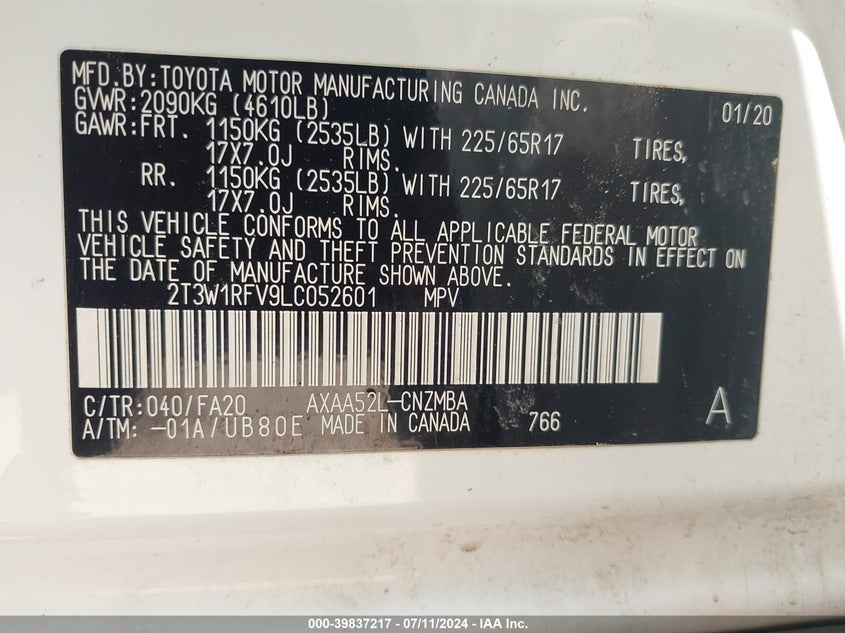 MFD.BY:TOYOTA MOTOR MANUFACTURING CANADA INC. 01/20
GVWR:2090KG (4610LB)
GAWR:FRT. 1150KG (2535LB) WITH 225/65R17 TIRES,
17X7.0J RIMS.
RR. 1150KG (2535LB) WITH 225/65R17 TIRES,
17X7.0J RIMS.
THIS VEHICLE CONFORMS TO ALL APPLICABLE FEDERAL MOTOR
VEHICLE SAFETY AND THEFT PREVENTION STANDARDS IN EFFECT ON
THE DATE OF MANUFACTURE SHOWN ABOVE.
2T3W1RFV9LC052601 MPV
C/TR:040/FA20 AXAA52L-CNZMBA A
A/TM: -01A/UB80E MADE IN CANADA 766
000-39837217 - 07/11/2024 - IAA Inc.